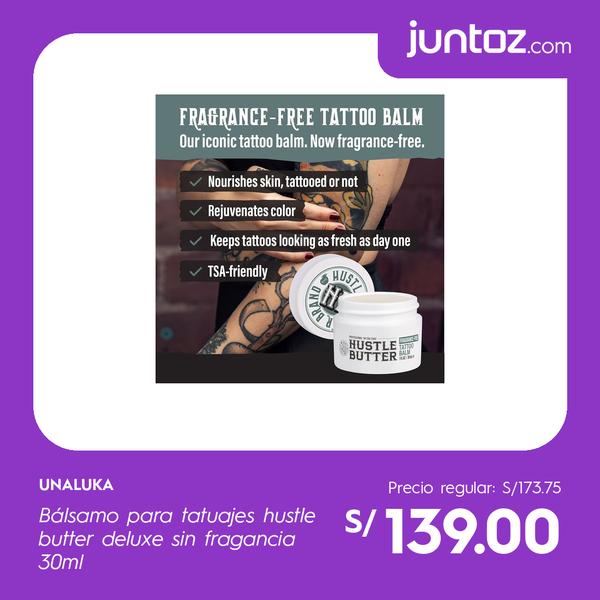 juntoz.com
FRAGRANCE-FREE TATTOO BALM
Our iconic tattoo balm. Now fragrance-free.
Nourishes skin, tattooed or not
Rejuvenates color
Keeps tattoos looking as fresh as day one
TSA-friendly
HUSTLE
BRAND
HUSTLE
BUTTER
TATTOO
BALM
UNALUKA
Bálsamo para tatuajes hustle
butter deluxe sin fragancia
30ml
Precio regular: S/173.75
S/139.00